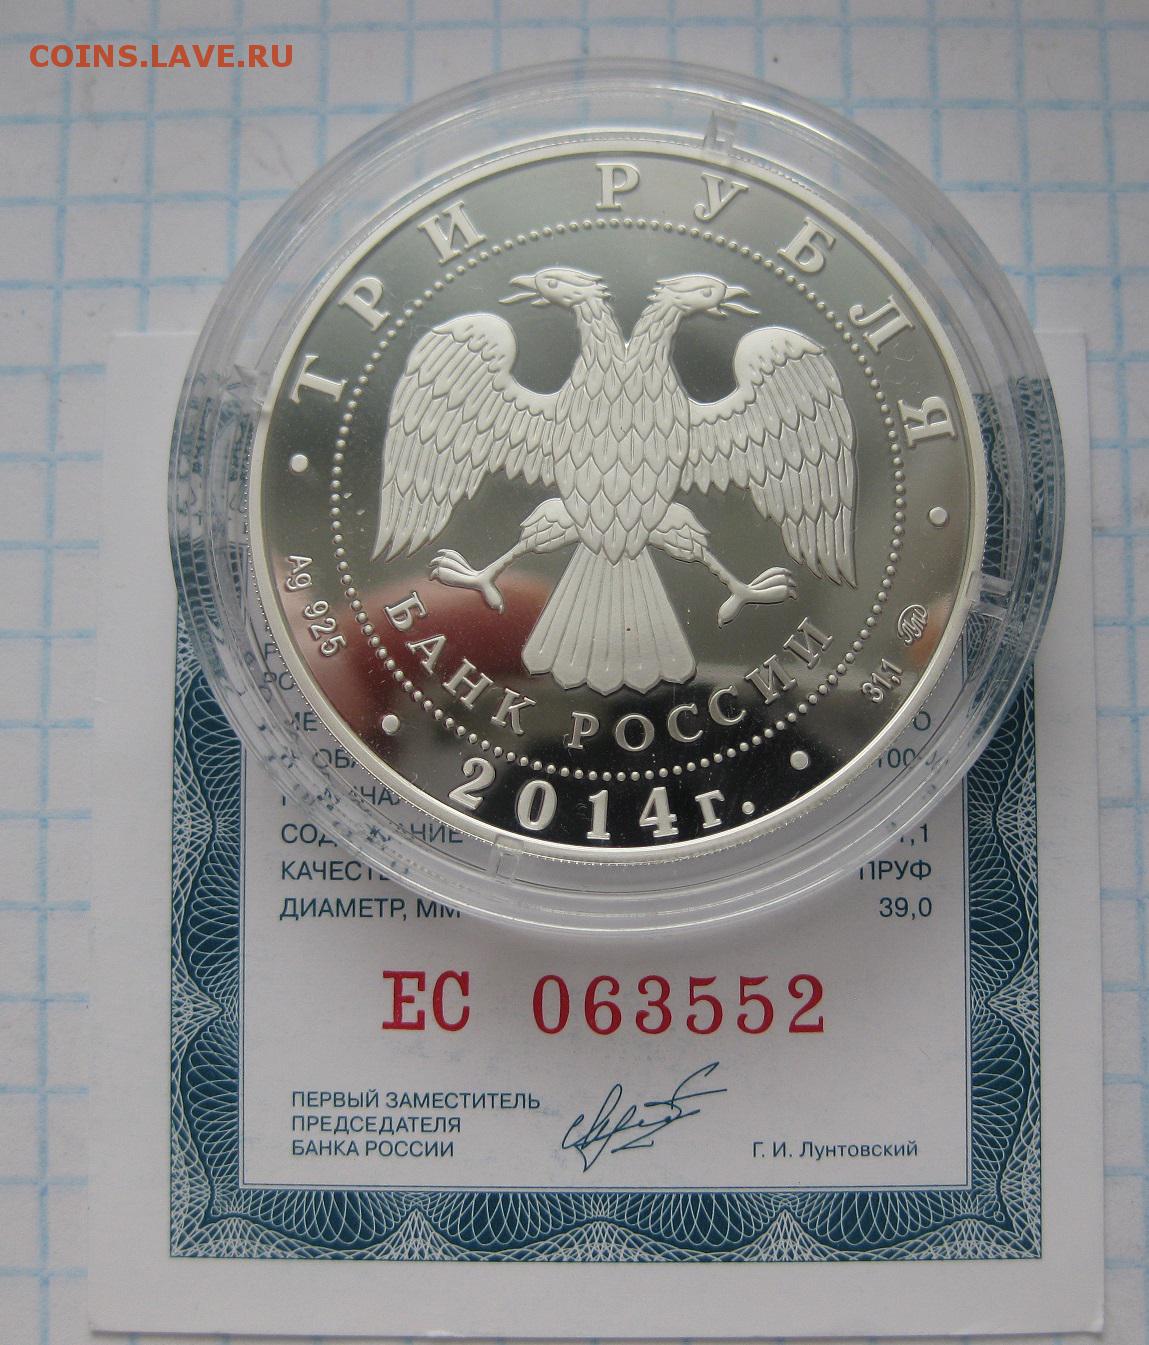 COINS.LAVE.RU
ТРИ РУБЛЯ
Ag 925
БАНК РОССИИ
31,1
2014 г.
СОДЕРЖАНИЕ
КАЧЕСТВО ПРУФ
ДИАМЕТР, ММ 39,0
ЕС 063552
ПЕРВЫЙ ЗАМЕСТИТЕЛЬ
ПРЕДСЕДАТЕЛЯ
БАНКА РОССИИ
Г. И. Лунтовский